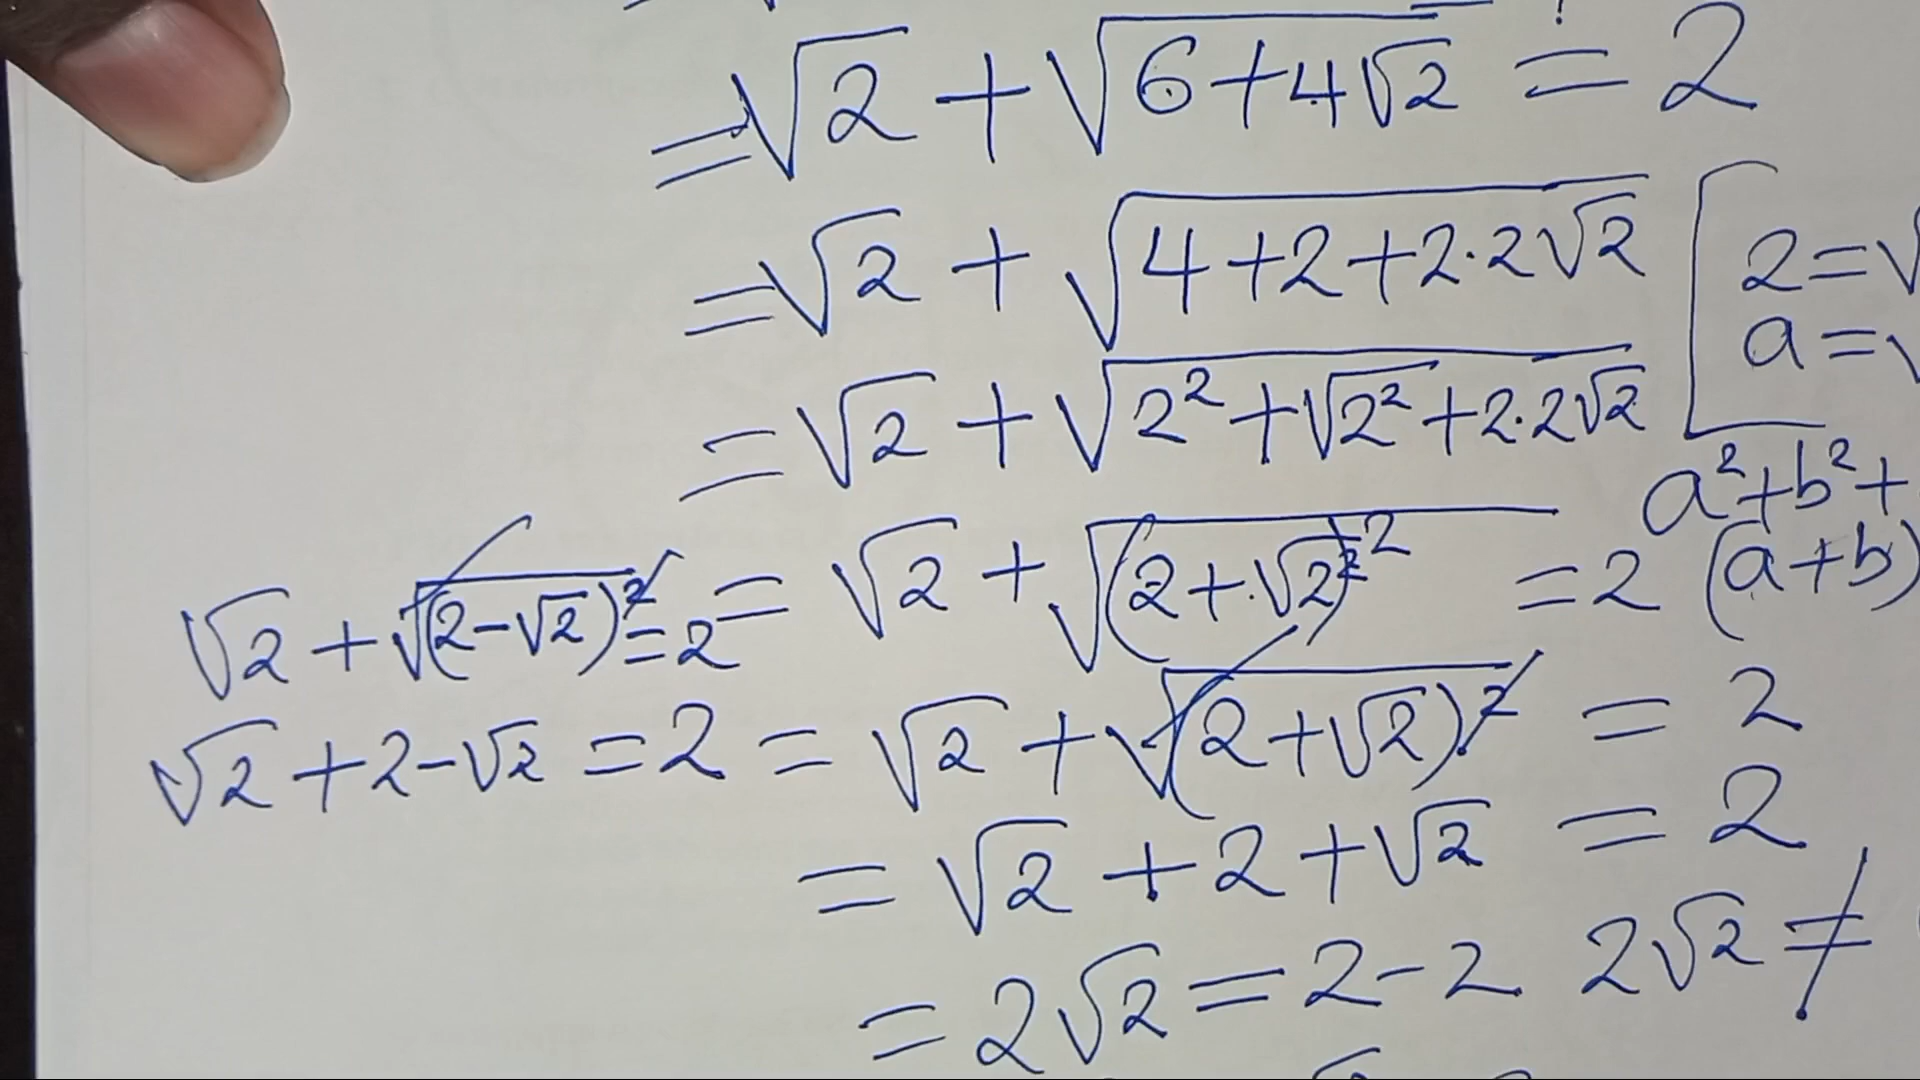 = √2 + √(6+4√2) = 2
= √2 + √(4+2+2·2√2)
2=√
a=√
= √2 + √(2²+√2²+2·2√2)
a²+b²+
= √2 + √((2+√2)²)² = 2
(a+b)
√2 + √(2-√2)² = 2
= √2 + √(2+√2)² = 2
√2 + 2 - √2 = 2
= √2 + 2 + √2 = 2
= 2√2 = 2 - 2
2√2 ≠